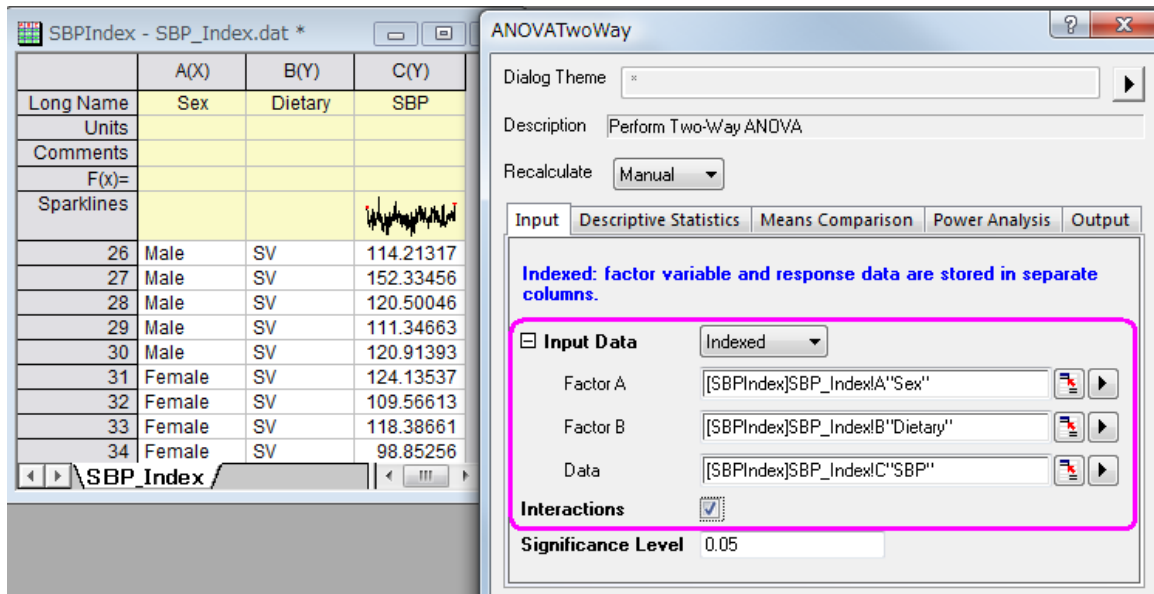 SBPIndex - SBP_Index.dat *
A(X) B(Y) C(Y)
Long Name Sex Dietary SBP
Units
Comments
F(x)=
Sparklines
26 Male SV 114.21317
27 Male SV 152.33456
28 Male SV 120.50046
29 Male SV 111.34663
30 Male SV 120.91393
31 Female SV 124.13537
32 Female SV 109.56613
33 Female SV 118.38661
34 Female SV 98.85256
SBP_Index
ANOVATwoWay
Dialog Theme *
Description Perform Two-Way ANOVA
Recalculate Manual
Input Descriptive Statistics Means Comparison Power Analysis Output
Indexed: factor variable and response data are stored in separate
columns.
Input Data Indexed
Factor A [SBPIndex]SBP_Index!A"Sex"
Factor B [SBPIndex]SBP_Index!B"Dietary"
Data [SBPIndex]SBP_Index!C"SBP"
Interactions
Significance Level 0.05